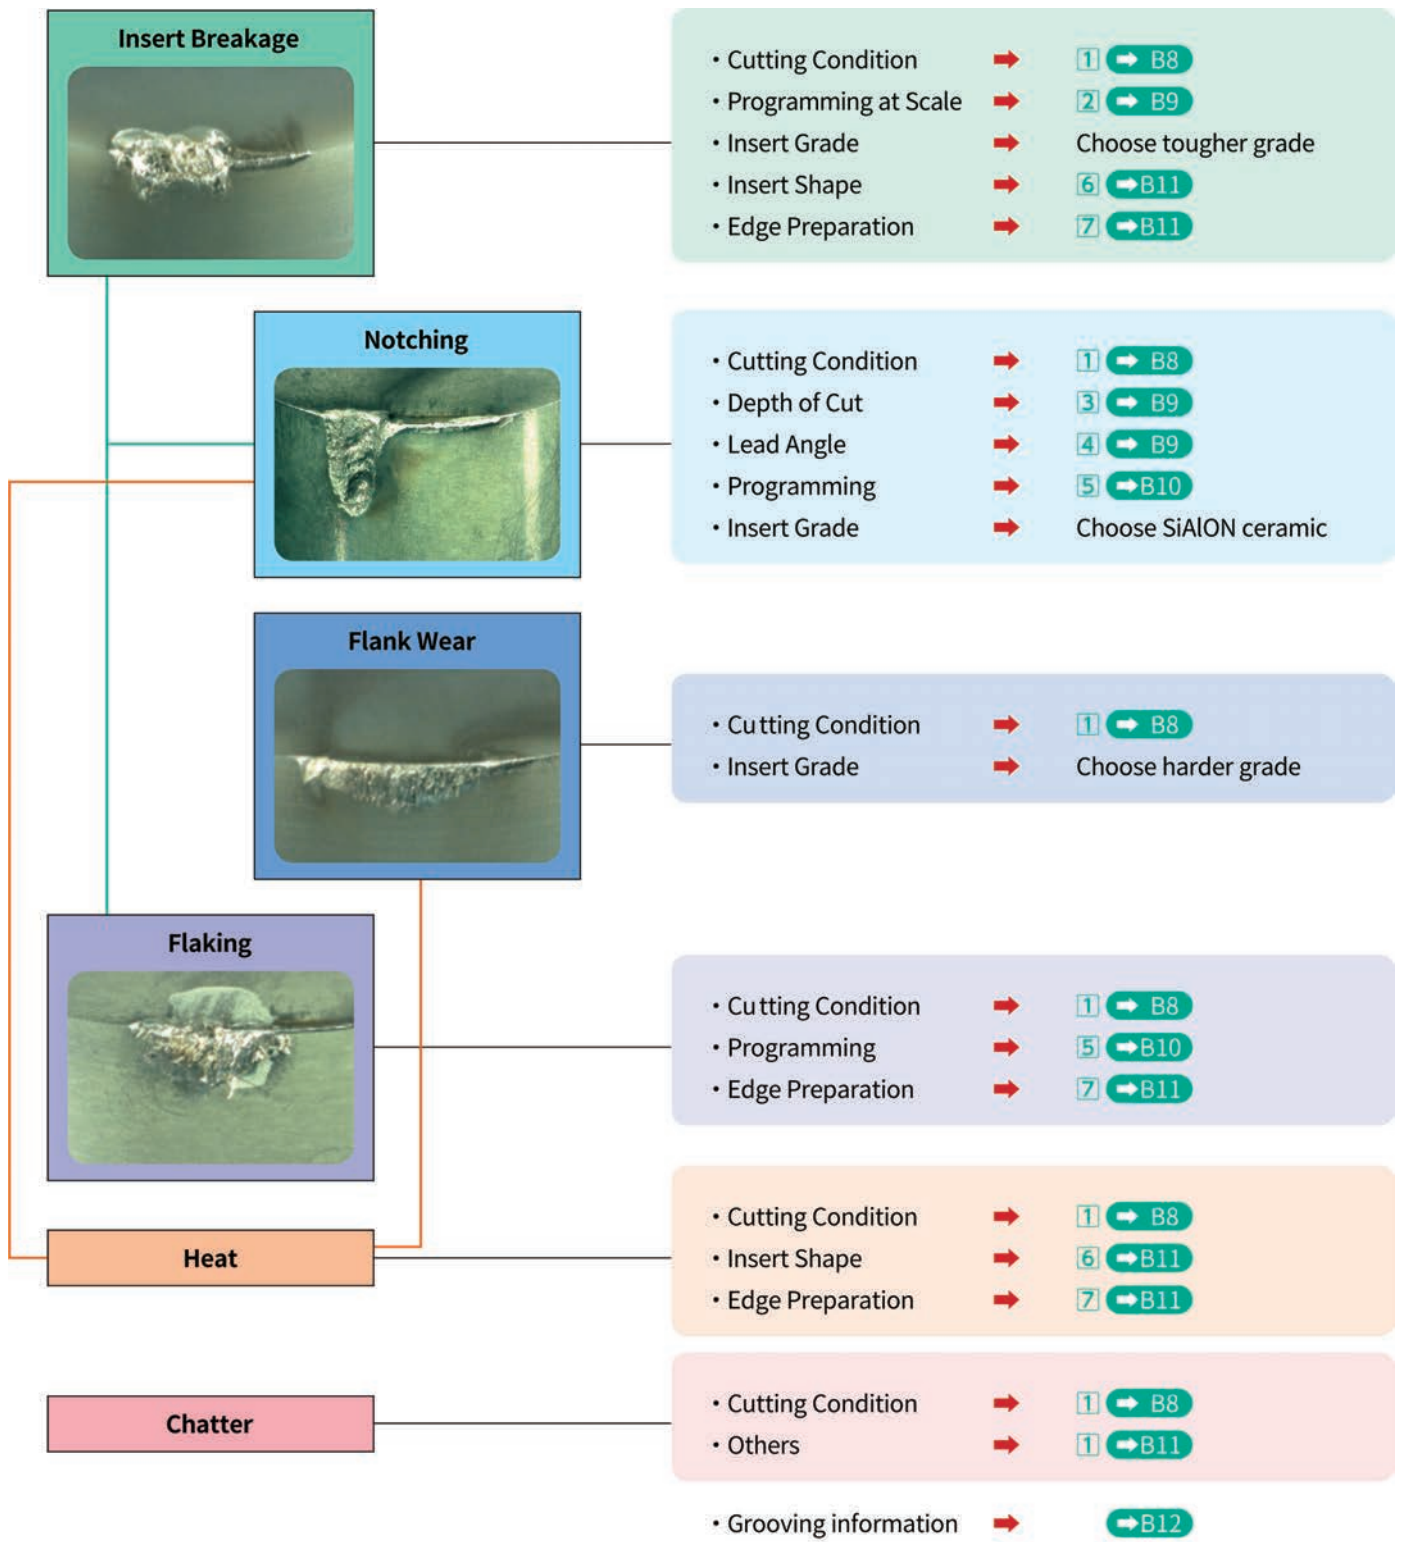 Insert Breakage
• Cutting Condition ➡ 1 ➡ B8
• Programming at Scale ➡ 2 ➡ B9
• Insert Grade ➡ Choose tougher grade
• Insert Shape ➡ 6 ➡B11
• Edge Preparation ➡ 7 ➡B11
Notching
• Cutting Condition ➡ 1 ➡ B8
• Depth of Cut ➡ 3 ➡ B9
• Lead Angle ➡ 4 ➡ B9
• Programming ➡ 5 ➡B10
• Insert Grade ➡ Choose SiAlON ceramic
Flank Wear
• Cutting Condition ➡ 1 ➡ B8
• Insert Grade ➡ Choose harder grade
Flaking
• Cutting Condition ➡ 1 ➡ B8
• Programming ➡ 5 ➡B10
• Edge Preparation ➡ 7 ➡B11
Heat
• Cutting Condition ➡ 1 ➡ B8
• Insert Shape ➡ 6 ➡B11
• Edge Preparation ➡ 7 ➡B11
Chatter
• Cutting Condition ➡ 1 ➡ B8
• Others ➡ 1 ➡B11
• Grooving information ➡ ➡B12